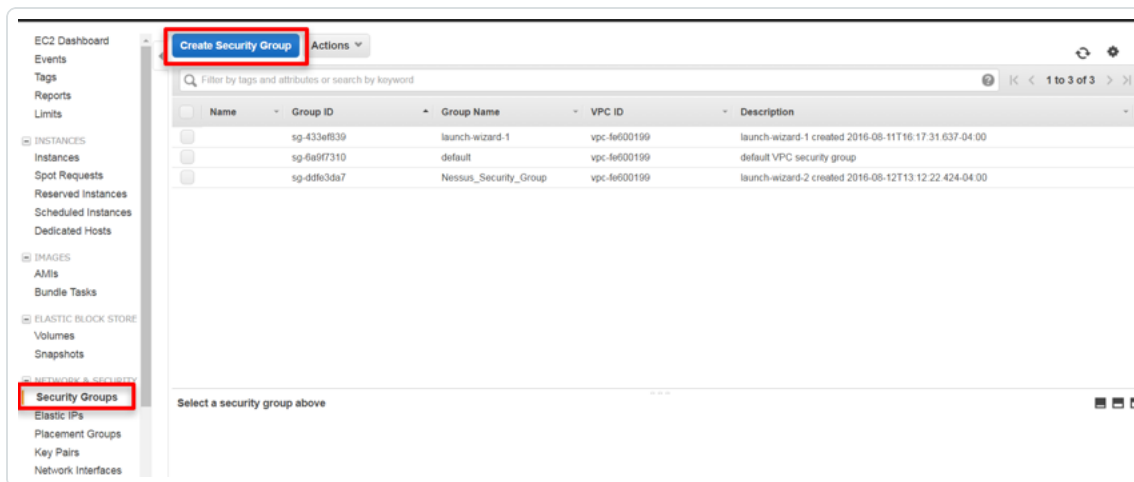 EC2 Dashboard
Events
Tags
Reports
Limits
INSTANCES
Instances
Spot Requests
Reserved Instances
Scheduled Instances
Dedicated Hosts
IMAGES
AMIs
Bundle Tasks
ELASTIC BLOCK STORE
Volumes
Snapshots
NETWORK & SECURITY
Security Groups
Elastic IPs
Placement Groups
Key Pairs
Network Interfaces
Create Security Group Actions
Filter by tags and attributes or search by keyword 1 to 3 of 3
Name Group ID Group Name VPC ID Description
sg-433ef839 launch-wizard-1 vpc-fe600199 launch-wizard-1 created 2016-08-11T16:17:31.637-04:00
sg-6a9f7310 default vpc-fe600199 default VPC security group
sg-ddfe3da7 Nessus_Security_Group vpc-fe600199 launch-wizard-2 created 2016-08-12T13:12:22.424-04:00
Select a security group above